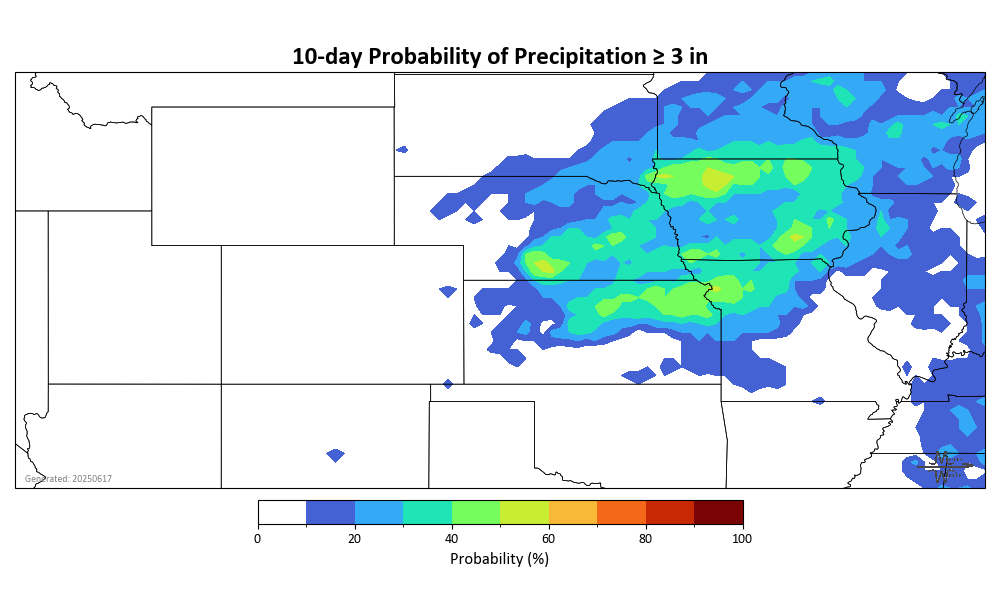 10-day Probability of Precipitation ≥ 3 in
Generated: 20250617
0 20 40 60 80 100
Probability (%)